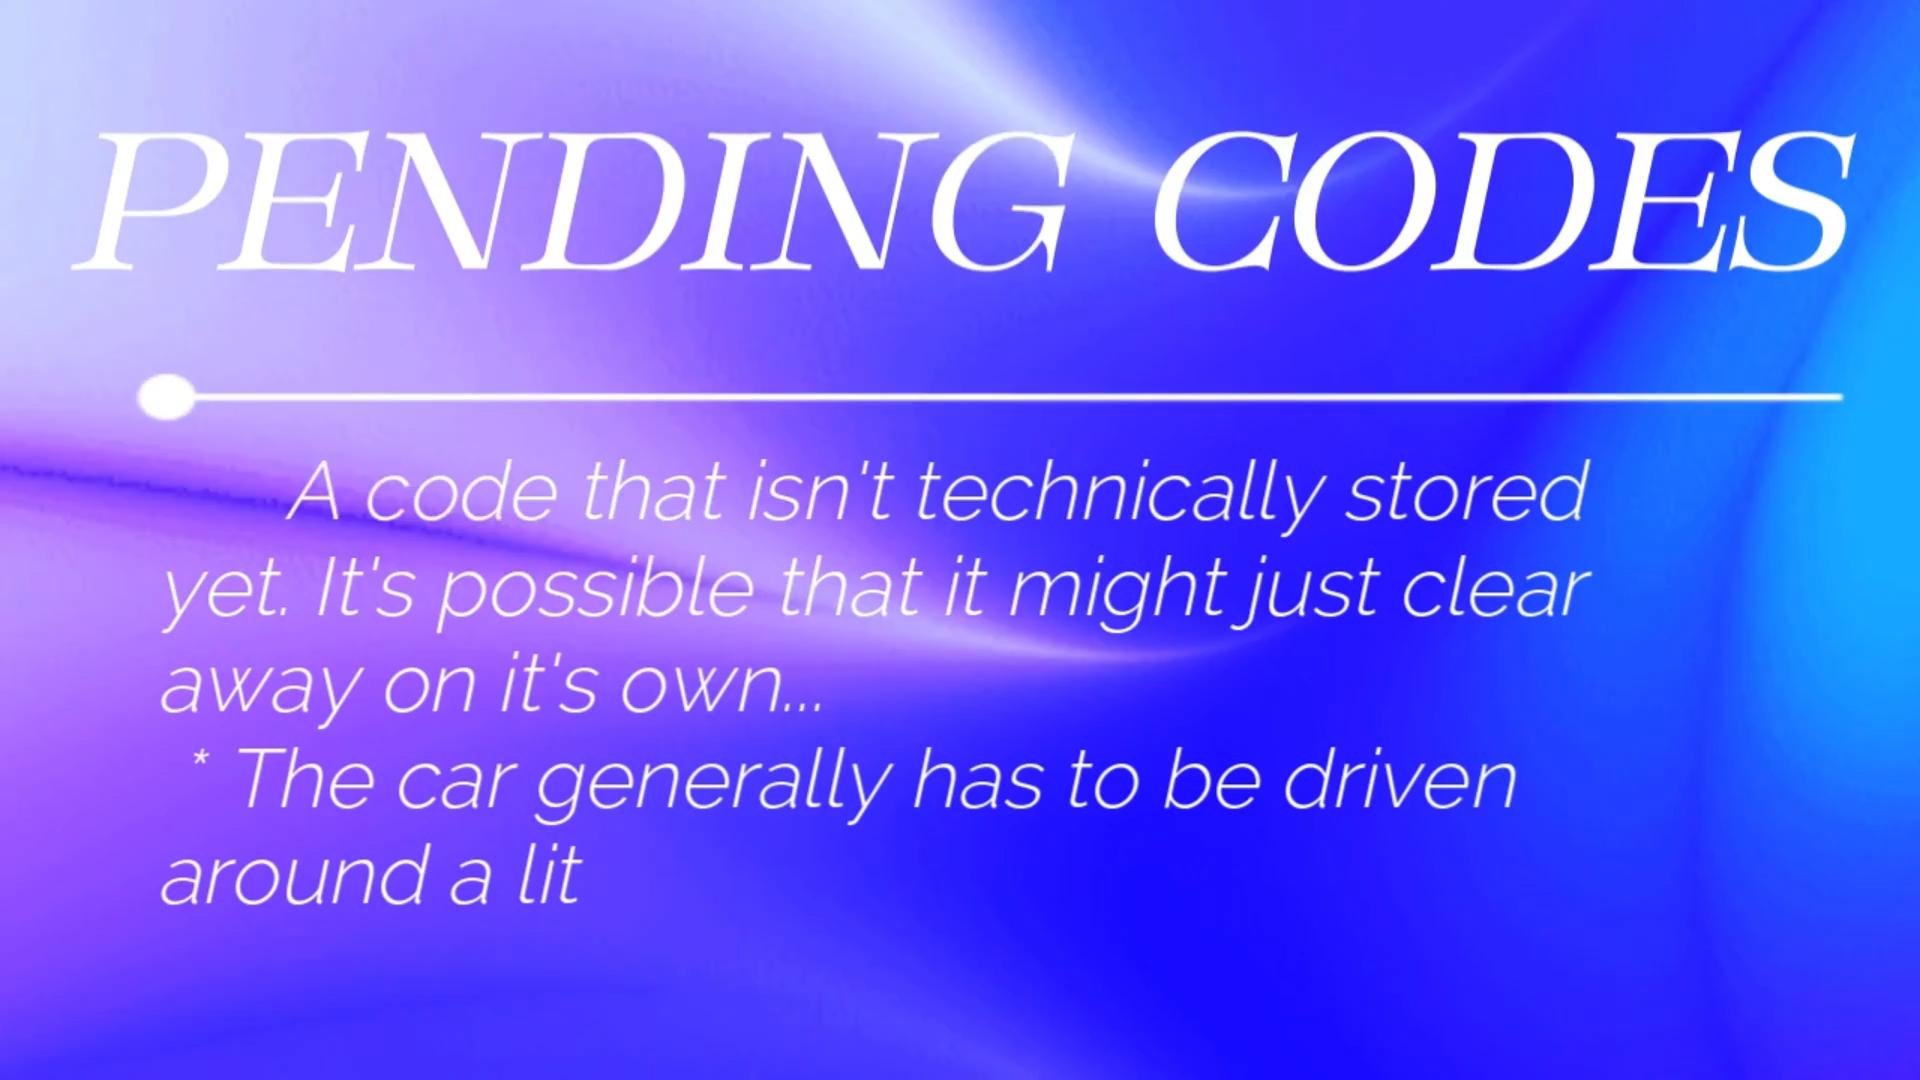 PENDING CODES
A code that isn't technically stored
yet. It's possible that it might just clear
away on it's own...
* The car generally has to be driven
around a lit